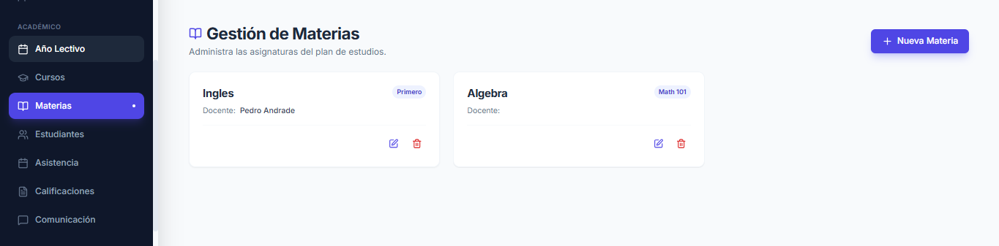 ACADÉMICO
Año Lectivo
Cursos
Materias
Estudiantes
Asistencia
Calificaciones
Comunicación
Gestión de Materias
Administra las asignaturas del plan de estudios.
Nueva Materia
Ingles
Primero
Docente: Pedro Andrade
Algebra
Math 101
Docente: